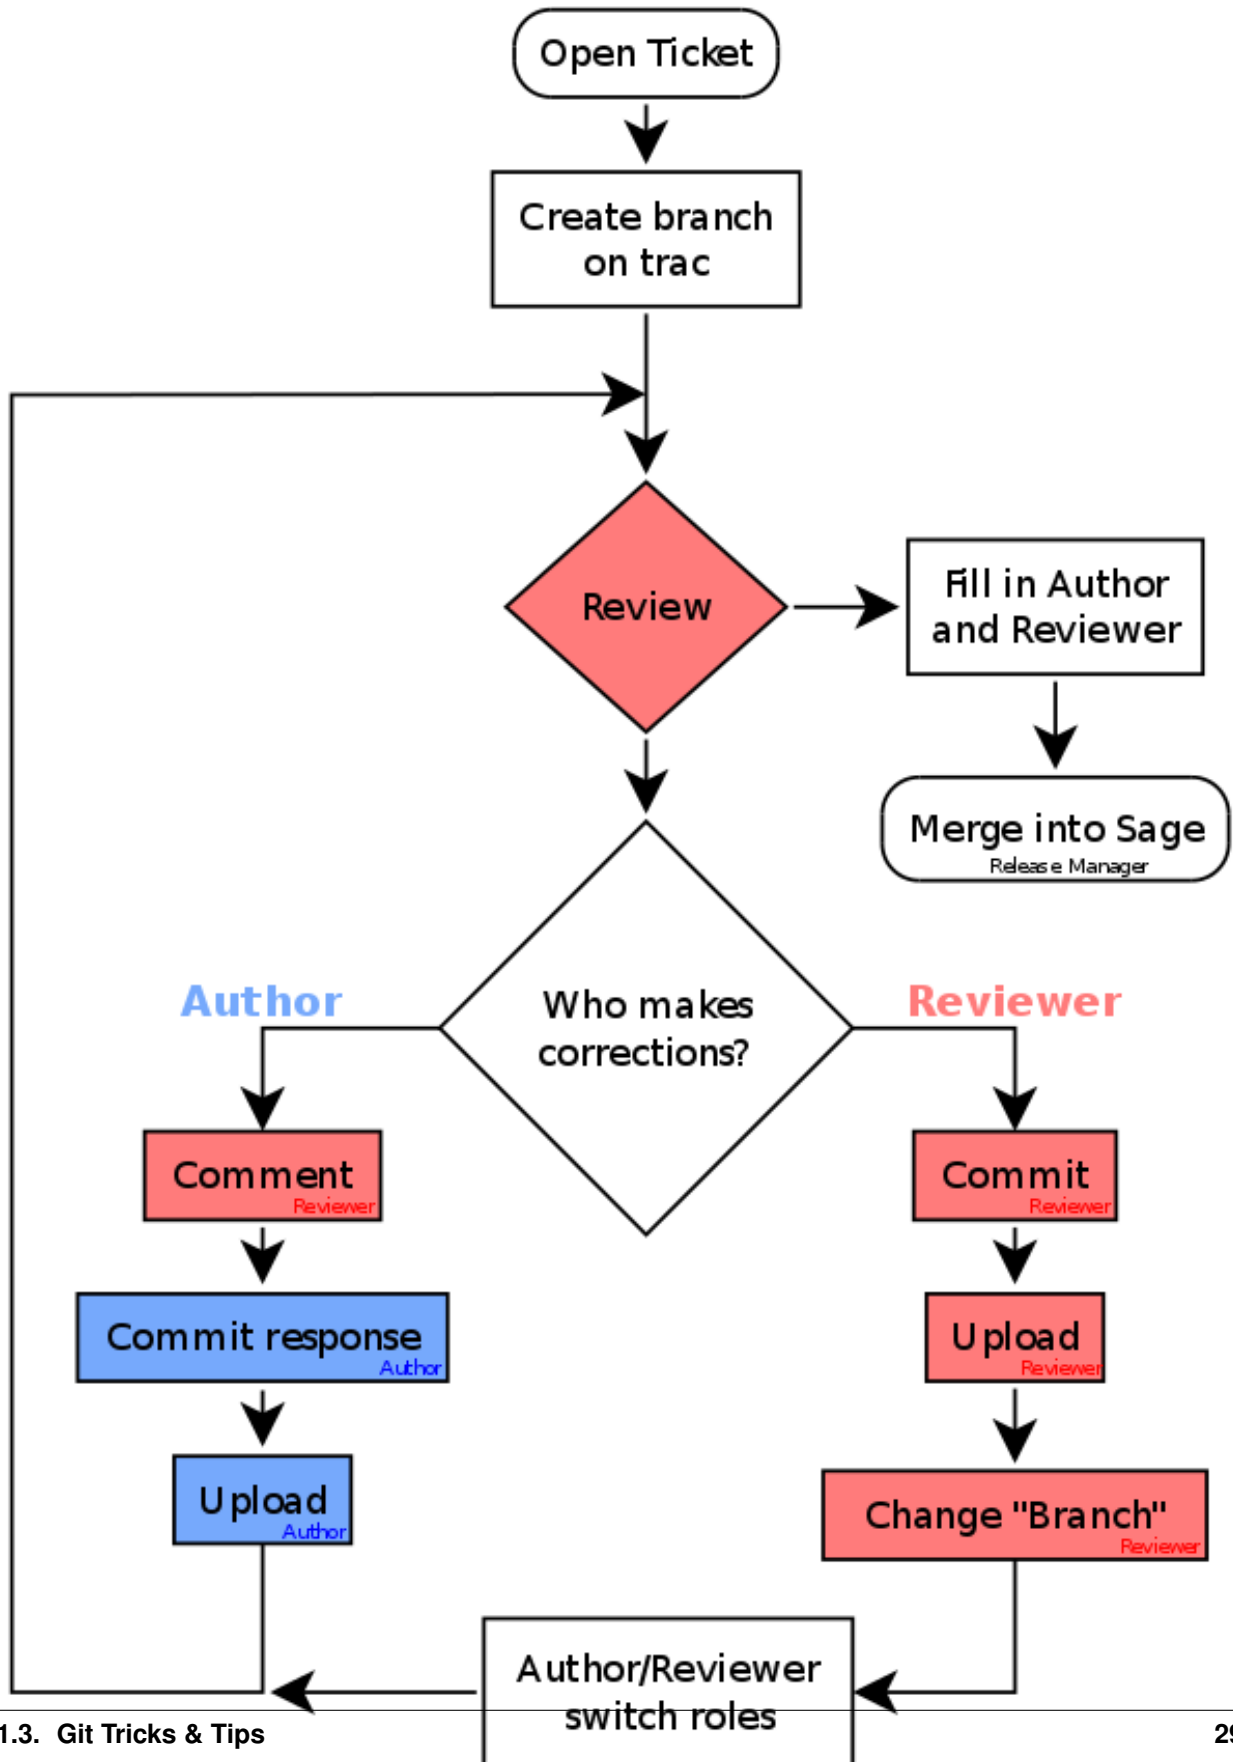 Open Ticket
Create branch
on trac
Review
Fill in Author
and Reviewer
Merge into Sage
Release Manager
Author
Who makes
corrections?
Reviewer
Comment
Reviewer
Commit
Reviewer
Commit response
Author
Upload
Reviewer
Upload
Author
Change "Branch"
Reviewer
Author/Reviewer
switch roles
1.3. Git Tricks & Tips
29